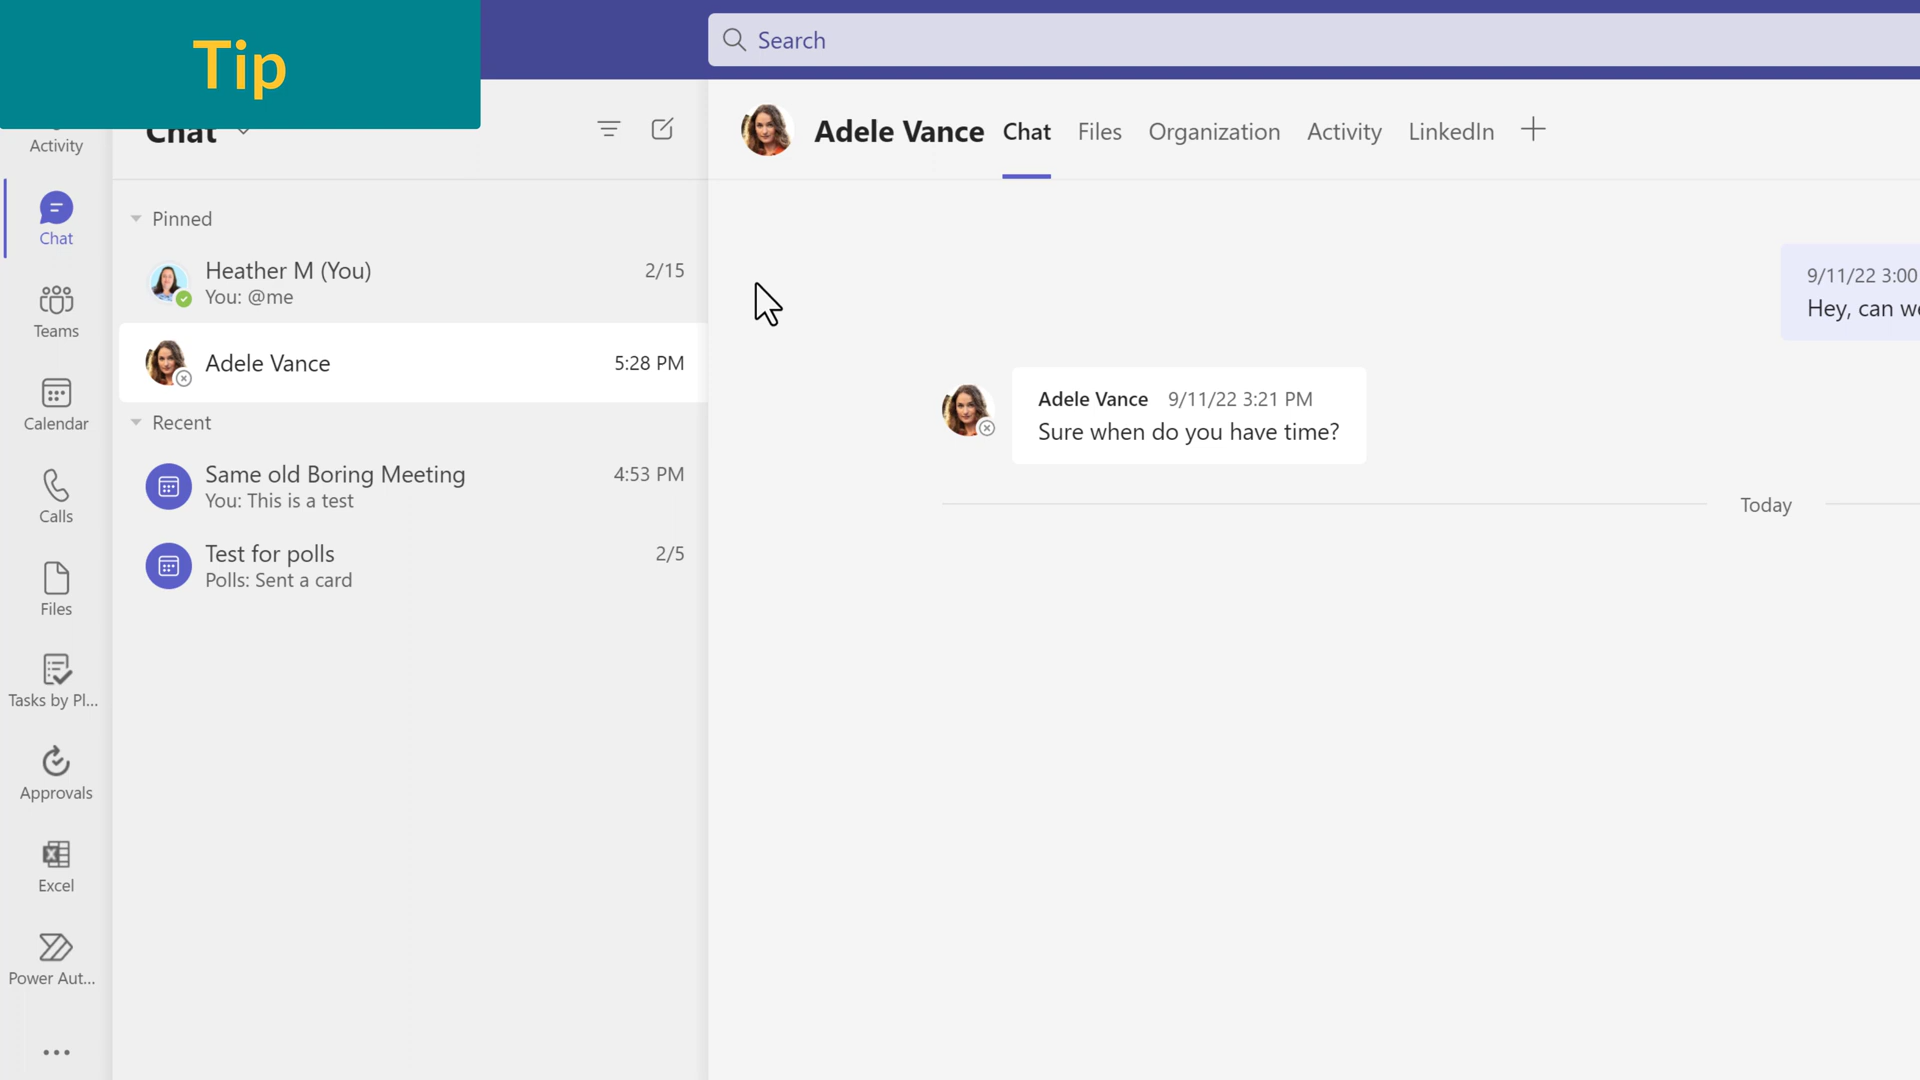 Tip
Search
Activity
Chat
Adele Vance
Chat
Files
Organization
Activity
LinkedIn
Chat
Teams
Calendar
Calls
Files
Tasks by Pl...
Approvals
Excel
Power Aut...
Pinned
Heather M (You) 2/15
You: @me
Adele Vance 5:28 PM
Recent
Same old Boring Meeting 4:53 PM
You: This is a test
Test for polls 2/5
Polls: Sent a card
9/11/22 3:00
Hey, can
Adele Vance 9/11/22 3:21 PM
Sure when do you have time?
Today